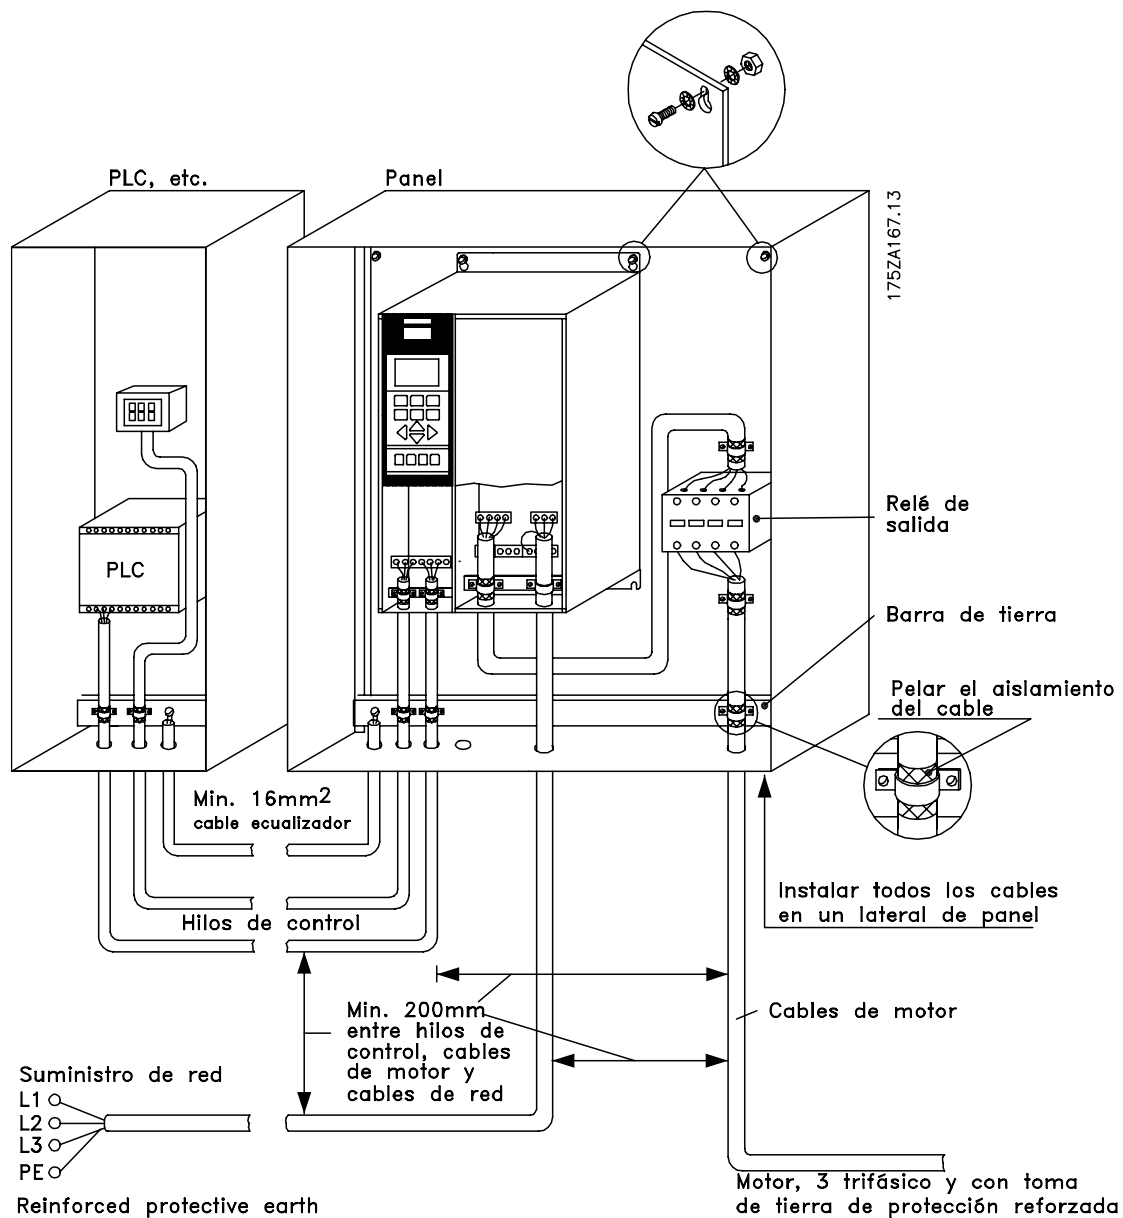 PLC, etc.
Panel
175ZA167.13
PLC
Relé de
salida
Barra de tierra
Pelar el aislamiento
del cable
Min. 16mm2
cable ecualizador
Instalar todos los cables
en un lateral de panel
Hilos de control
Min. 200mm
entre hilos de
control, cables
de motor y
cables de red
Cables de motor
Suministro de red
L1
L2
L3
PE
Reinforced protective earth
Motor, 3 trifásico y con toma
de tierra de protección reforzada